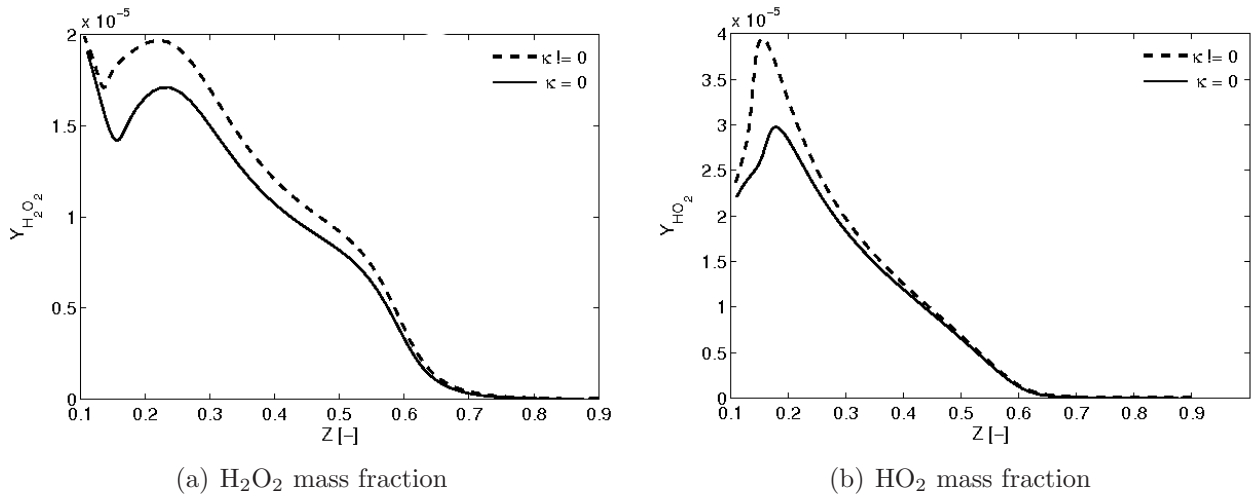 x 10⁻⁵
2
1.5
1
0.5
0
Y_H₂O₂
0.1 0.2 0.3 0.4 0.5 0.6 0.7 0.8 0.9
Z [–]
κ != 0
κ = 0
(a) H₂O₂ mass fraction
x 10⁻⁵
4
3.5
3
2.5
2
1.5
1
0.5
0
Y_HO₂
0.1 0.2 0.3 0.4 0.5 0.6 0.7 0.8 0.9
Z [–]
κ != 0
κ = 0
(b) HO₂ mass fraction